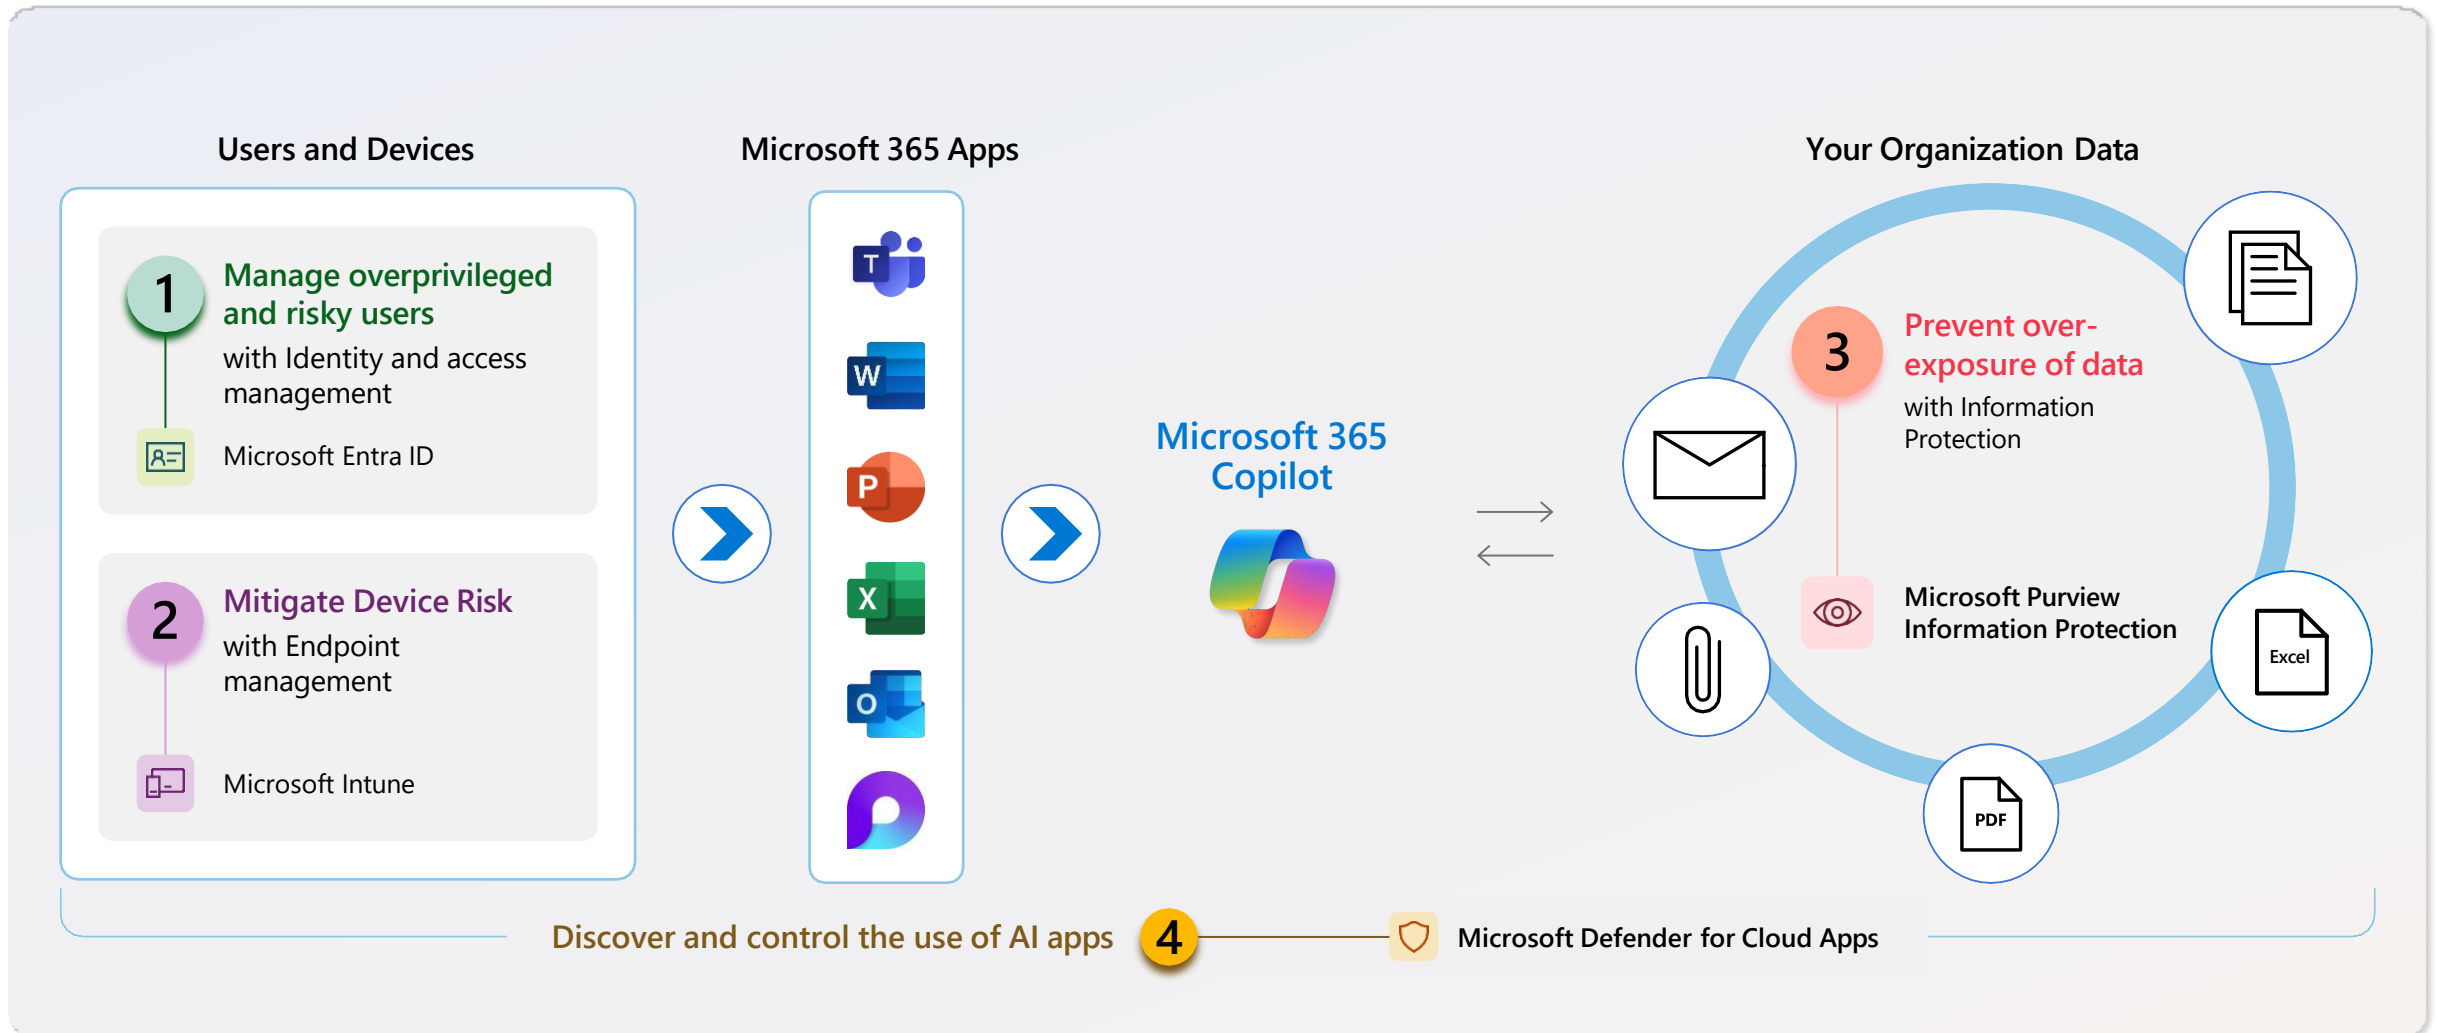 Users and Devices
1
Manage overprivileged
and risky users
with Identity and access
management
Microsoft Entra ID
2
Mitigate Device Risk
with Endpoint
management
Microsoft Intune
Microsoft 365 Apps
T
W
P
X
O
Microsoft 365
Copilot
Your Organization Data
3
Prevent over-
exposure of data
with Information
Protection
Microsoft Purview
Information Protection
Excel
PDF
Discover and control the use of AI apps
4
Microsoft Defender for Cloud Apps